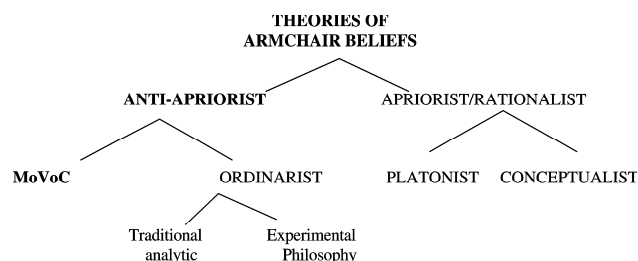 THEORIES OF
ARMCHAIR BELIEFS
ANTI-APRIORIST
APRIORIST/RATIONALIST
MoVoC
ORDINARIST
PLATONIST
CONCEPTUALIST
Traditional
analytic
Experimental
Philosophy